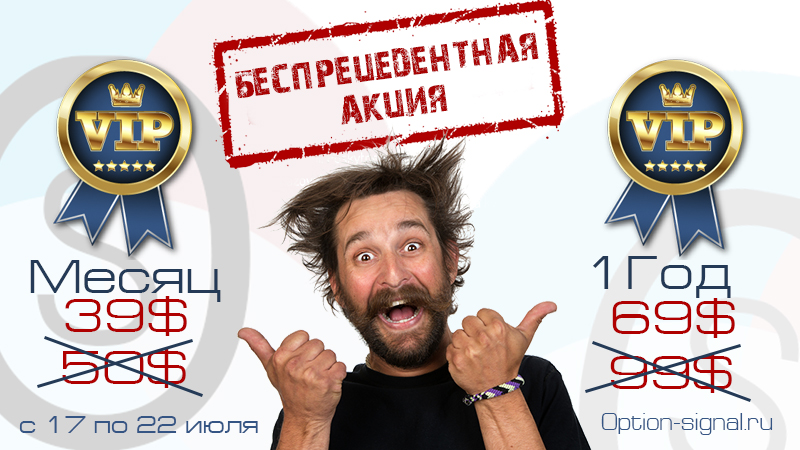 БЕСПРЕЦЕДЕНТНАЯ
АКЦИЯ
VIP
VIP
Месяц
39$
50$
с 17 по 22 июля
1 Год
69$
99$
Option-signal.ru